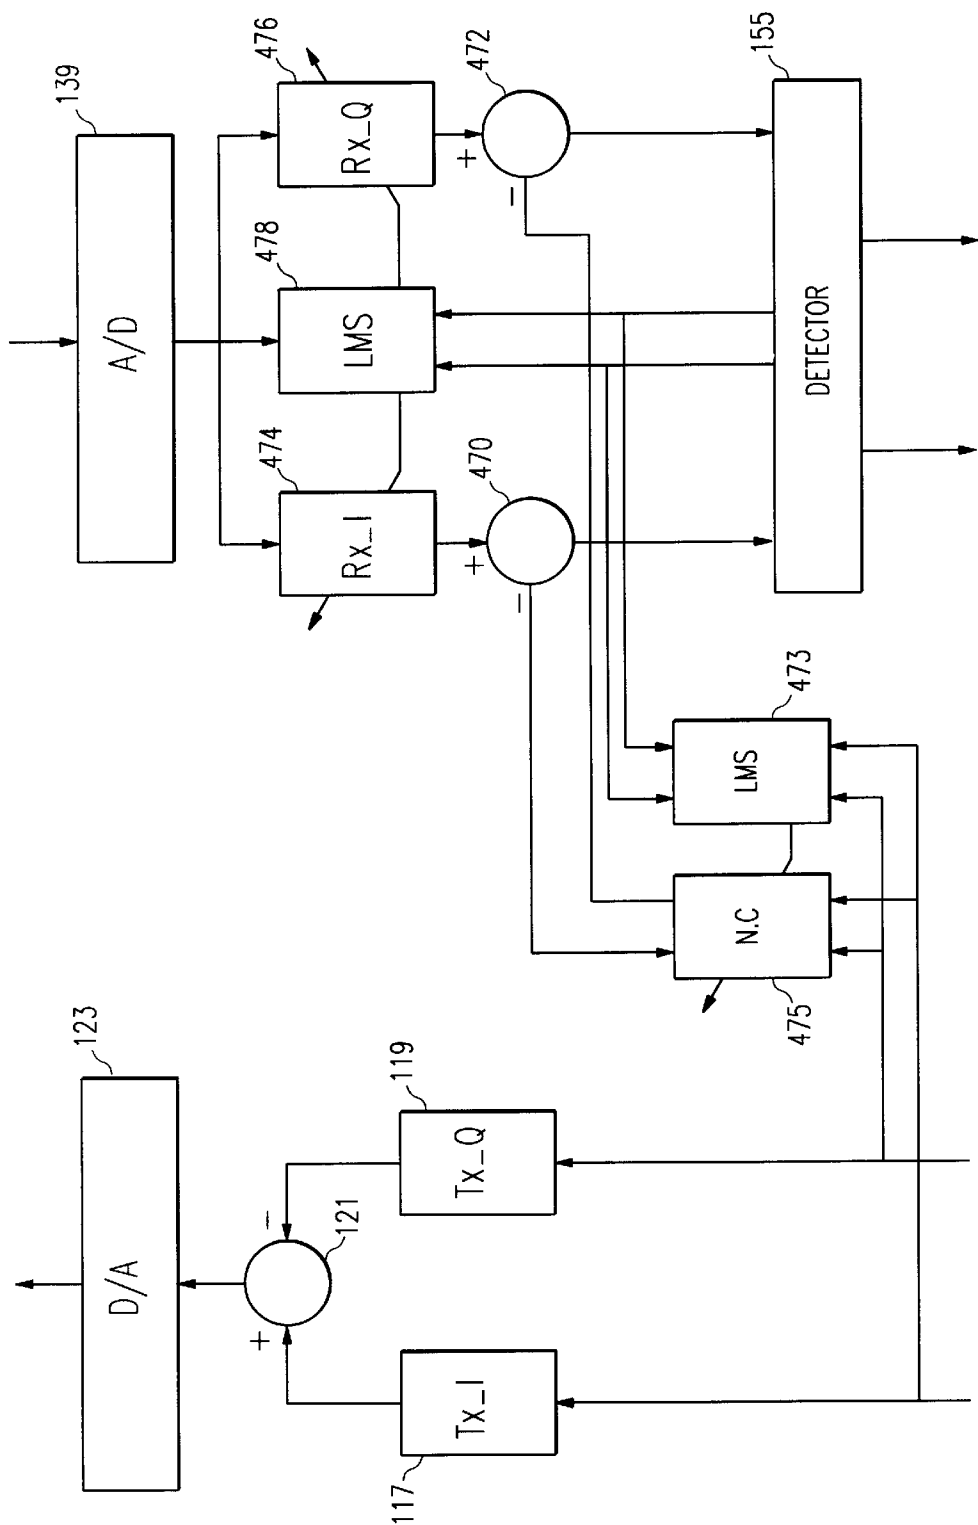 139
A/D
476
Rx_Q
478
LMS
474
Rx_I
472
+
−
470
+
−
155
DETECTOR
473
LMS
N.C
475
123
D/A
121
−
+
119
Tx_Q
Tx_I
117